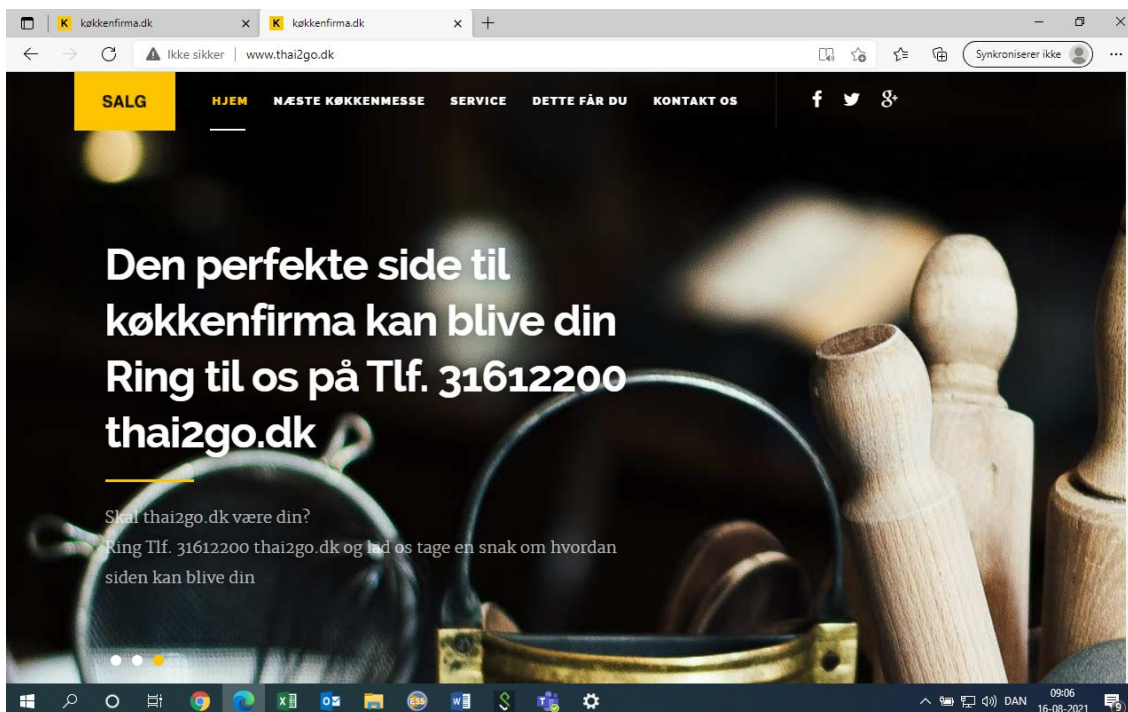 K køkkenfirma.dk
K køkkenfirma.dk
Ikke sikker
www.thai2go.dk
Synkroniserer ikke
SALG
HJEM
NÆSTE KØKKENMESSE
SERVICE
DETTE FÅR DU
KONTAKT OS
Den perfekte side til
køkkenfirma kan blive din
Ring til os på Tlf. 31612200
thai2go.dk
Skal thai2go.dk være din?
Ring Tlf. 31612200 thai2go.dk og lad os tage en snak om hvordan
siden kan blive din
ESS
DAN
09:06
16-08-2021
9